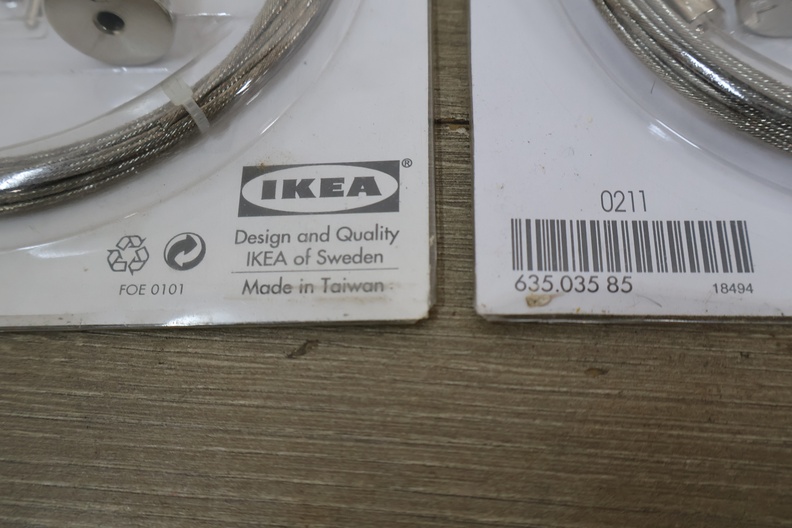 IKEA®
Design and Quality
IKEA of Sweden
Made in Taiwan
FOE 0101
0211
635.035 85
18494